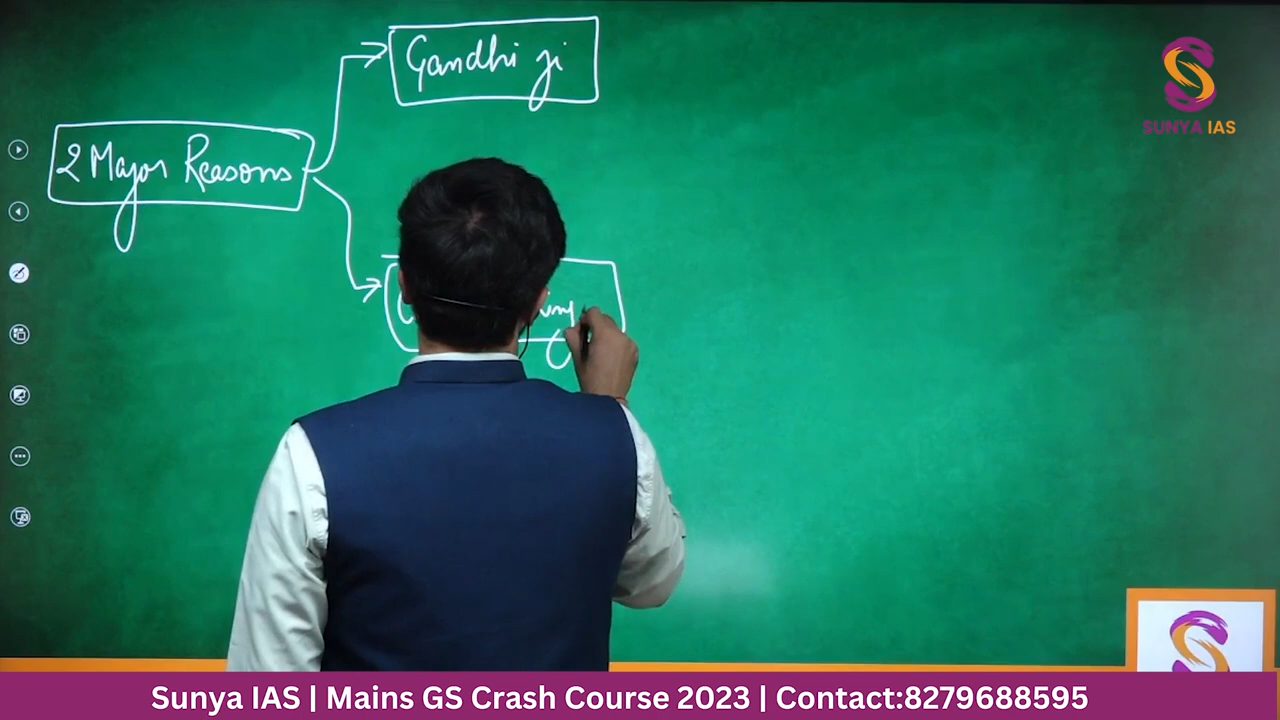 Gandhi ji
2 Major Reasons
SUNYA IAS
Sunya IAS | Mains GS Crash Course 2023 | Contact:8279688595